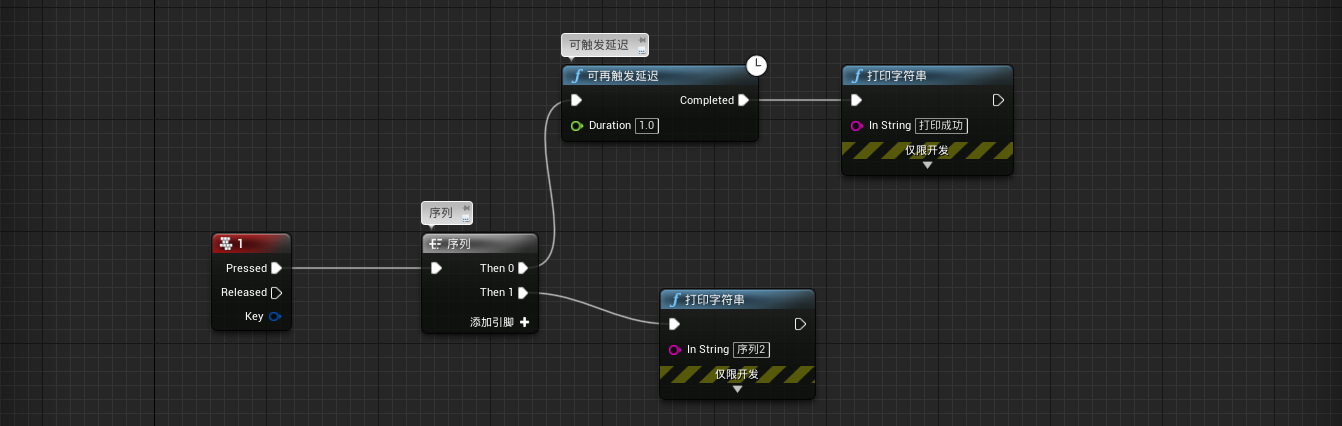 可触发延迟
可再触发延迟
Completed
Duration 1.0
打印字符串
In String 打印成功
仅限开发
序列
序列
Then 0
Then 1
添加引脚
1
Pressed
Released
Key
打印字符串
In String 序列2
仅限开发